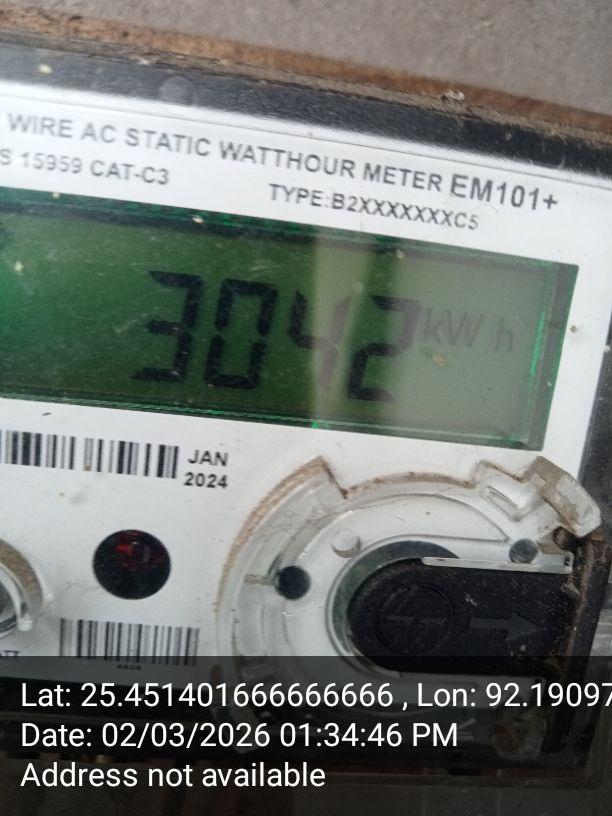 WIRE AC STATIC WATTHOUR METER EM101+
S 15959 CAT-C3
TYPE:B2XXXXXXXC5
3042 kWh
JAN
2024
Lat: 25.451401666666666 , Lon: 92.19097
Date: 02/03/2026 01:34:46 PM
Address not available